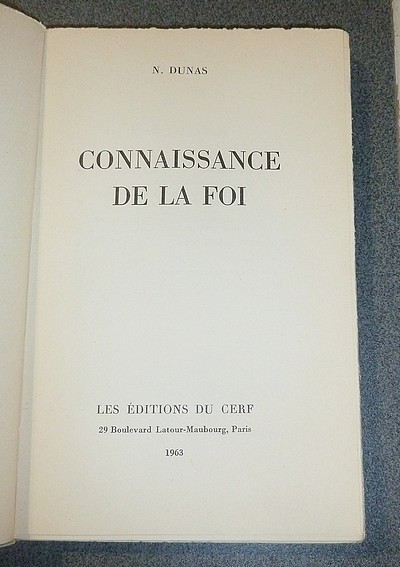 N. DUNAS
CONNAISSANCE
DE LA FOI
LES ÉDITIONS DU CERF
29 Boulevard Latour-Maubourg, Paris
1963